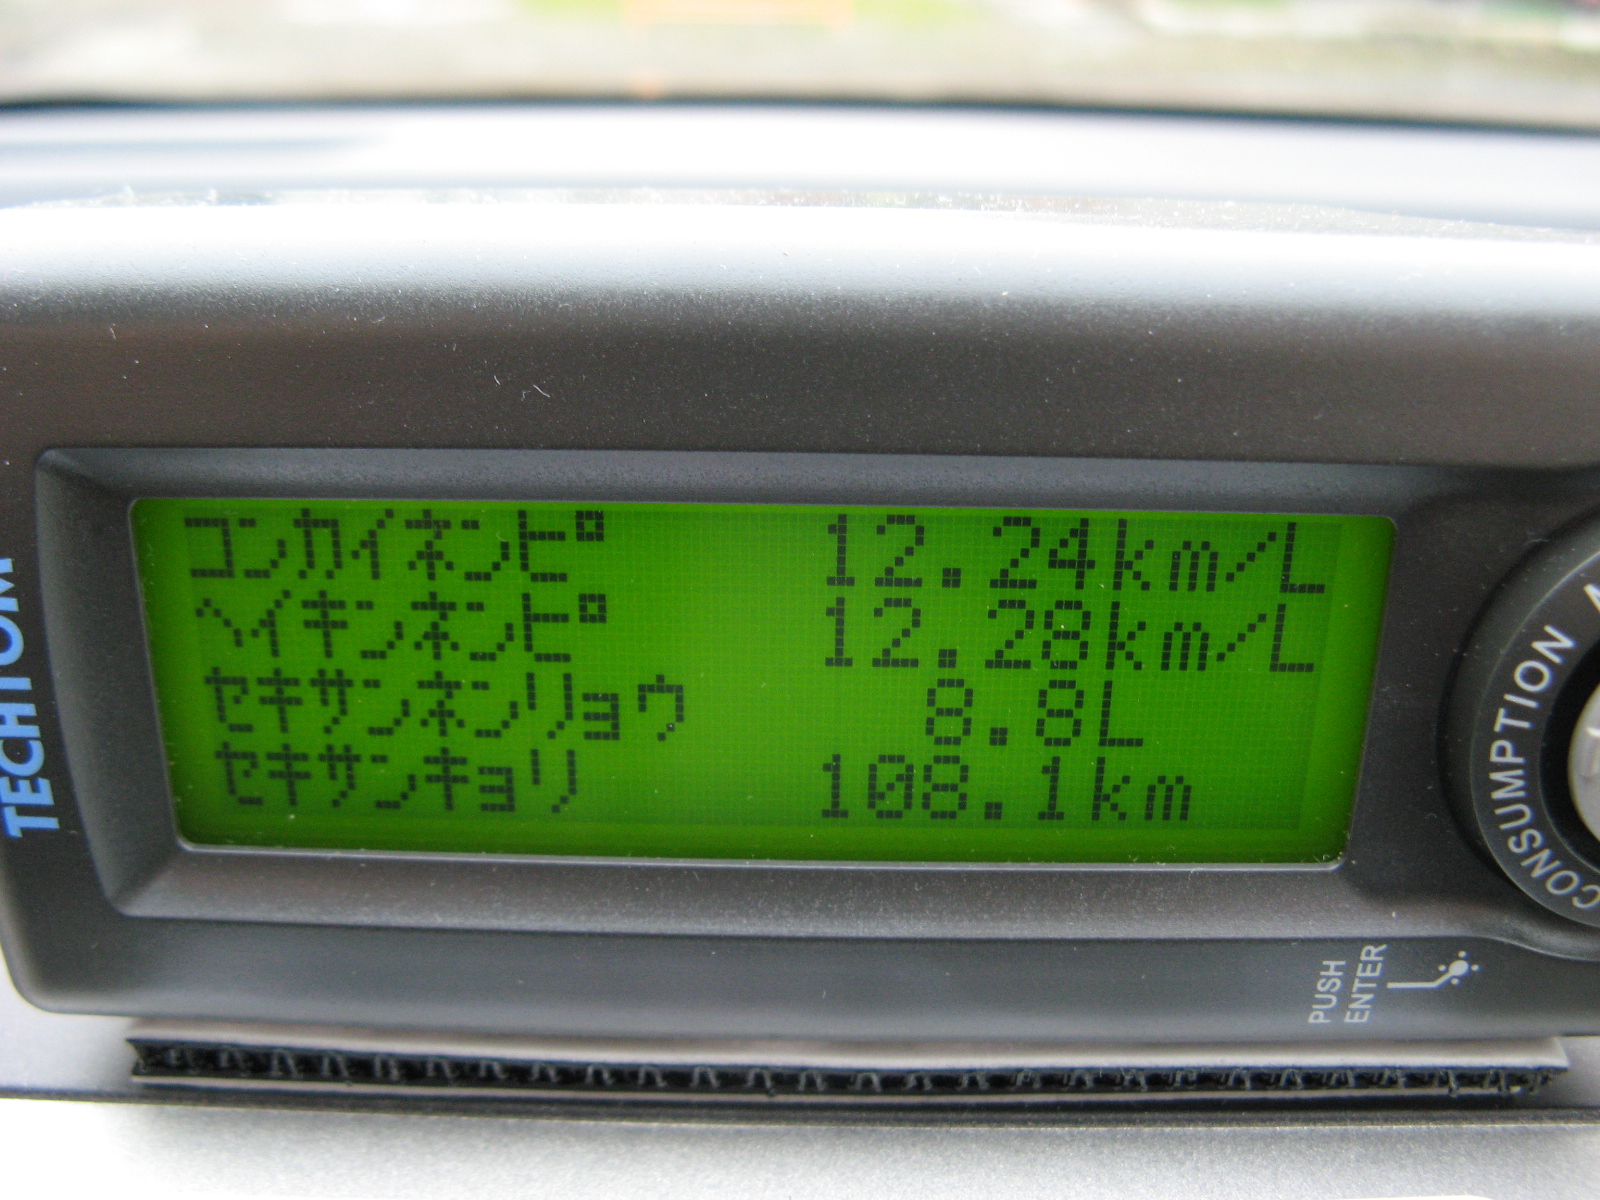 コンカイネンピ 12.24km/L
ヘイキンネンピ 12.28km/L
セキサンネンリョウ 8.8L
セキサンキョリ 108.1km
TECHTOM
CONSUMPTION
PUSH
ENTER